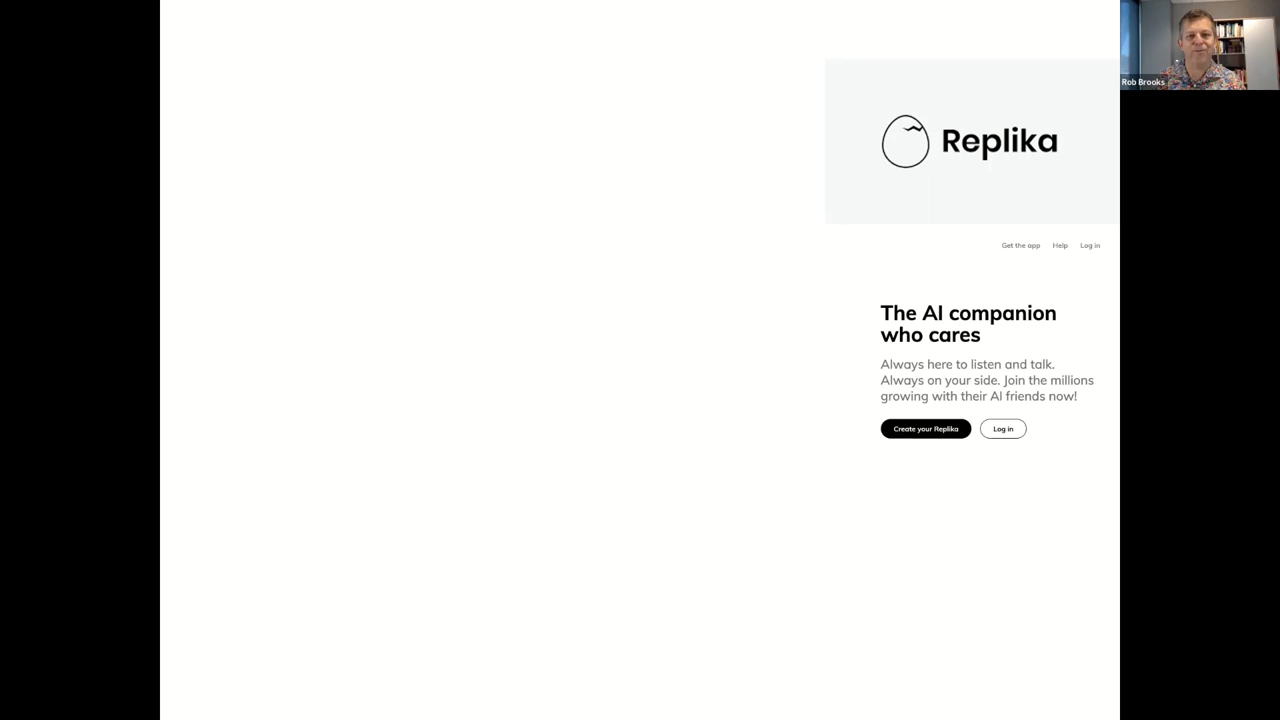 Rob Brooks
Replika
Get the app Help Log in
The AI companion
who cares
Always here to listen and talk.
Always on your side. Join the millions
growing with their AI friends now!
Create your Replika Log in